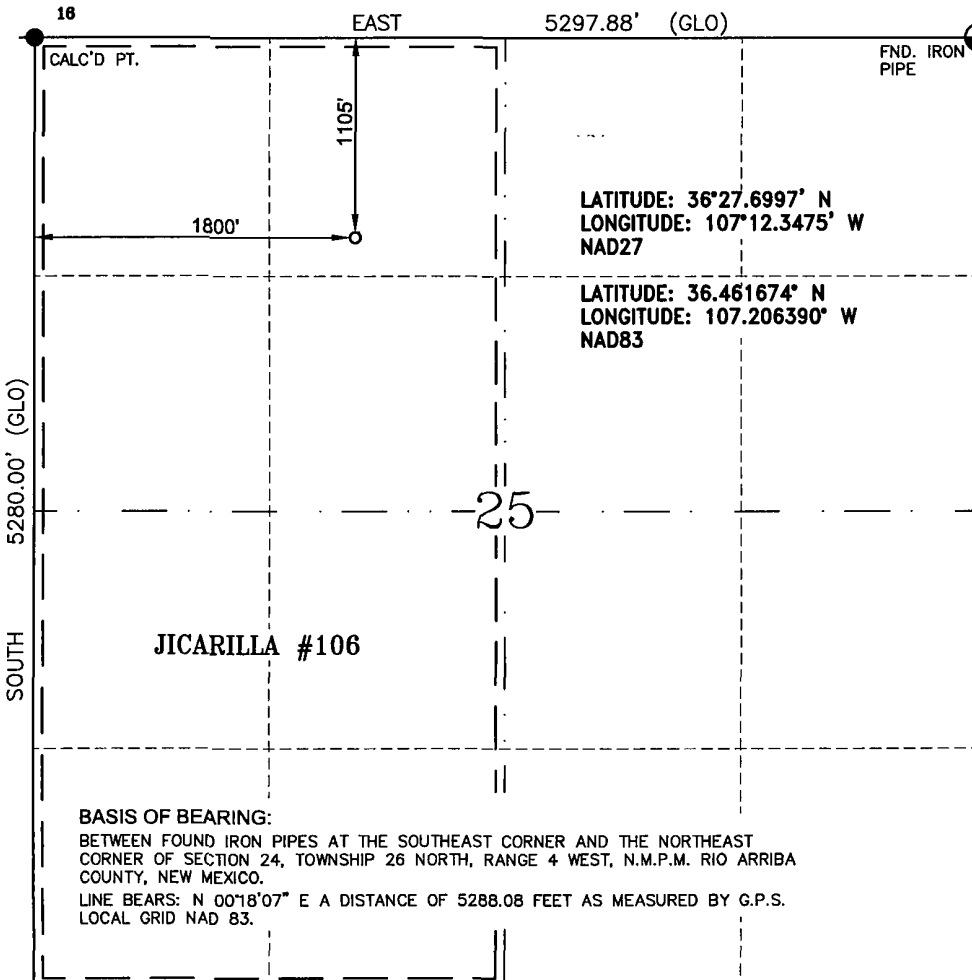 16
EAST 5297.88' (GLO)
CALC'D PT.
FND. IRON
PIPE
1105'
1800'
LATITUDE: 36°27.6997' N
LONGITUDE: 107°12.3475' W
NAD27
LATITUDE: 36.461674° N
LONGITUDE: 107.206390° W
NAD83
SOUTH 5280.00' (GLO)
25
JICARILLA #106
BASIS OF BEARING:
BETWEEN FOUND IRON PIPES AT THE SOUTHEAST CORNER AND THE NORTHEAST
CORNER OF SECTION 24, TOWNSHIP 26 NORTH, RANGE 4 WEST, N.M.P.M. RIO ARRIBA
COUNTY, NEW MEXICO.
LINE BEARS: N 00°18'07" E A DISTANCE OF 5288.08 FEET AS MEASURED BY G.P.S.
LOCAL GRID NAD 83.